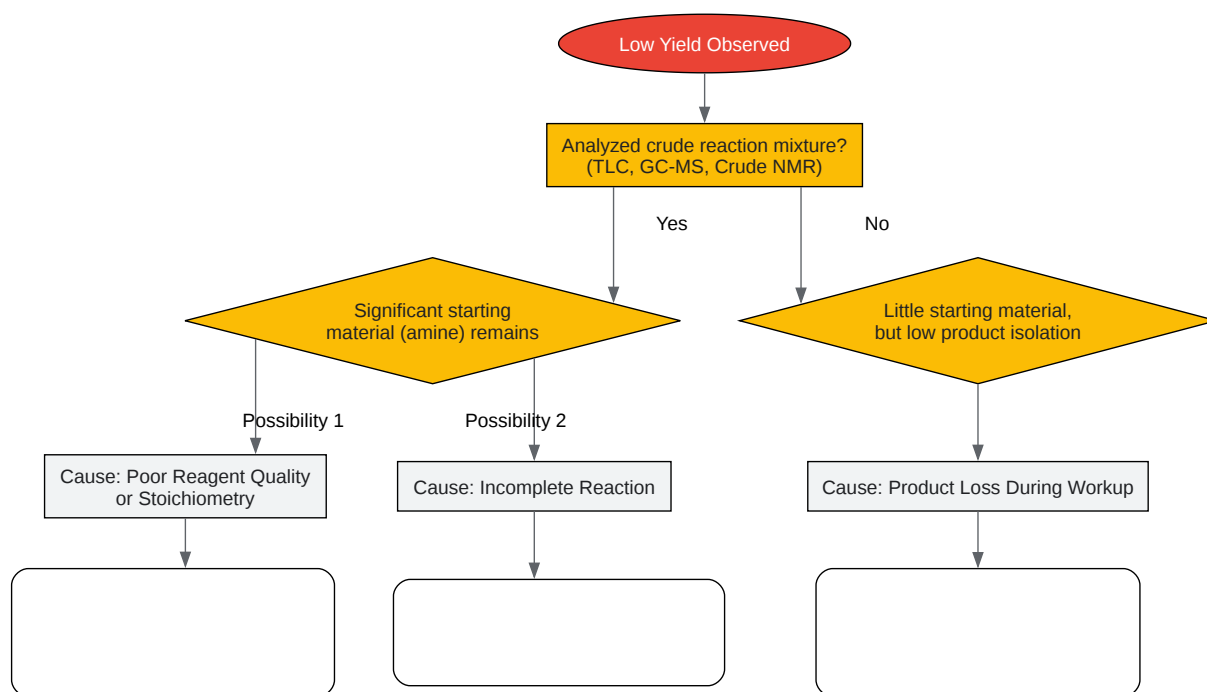 Low Yield Observed
Analyzed crude reaction mixture?
(TLC, GC-MS, Crude NMR)
Yes
No
Significant starting
material (amine) remains
Little starting material,
but low product isolation
Possibility 1
Possibility 2
Cause: Poor Reagent Quality
or Stoichiometry
Cause: Incomplete Reaction
Cause: Product Loss During Workup